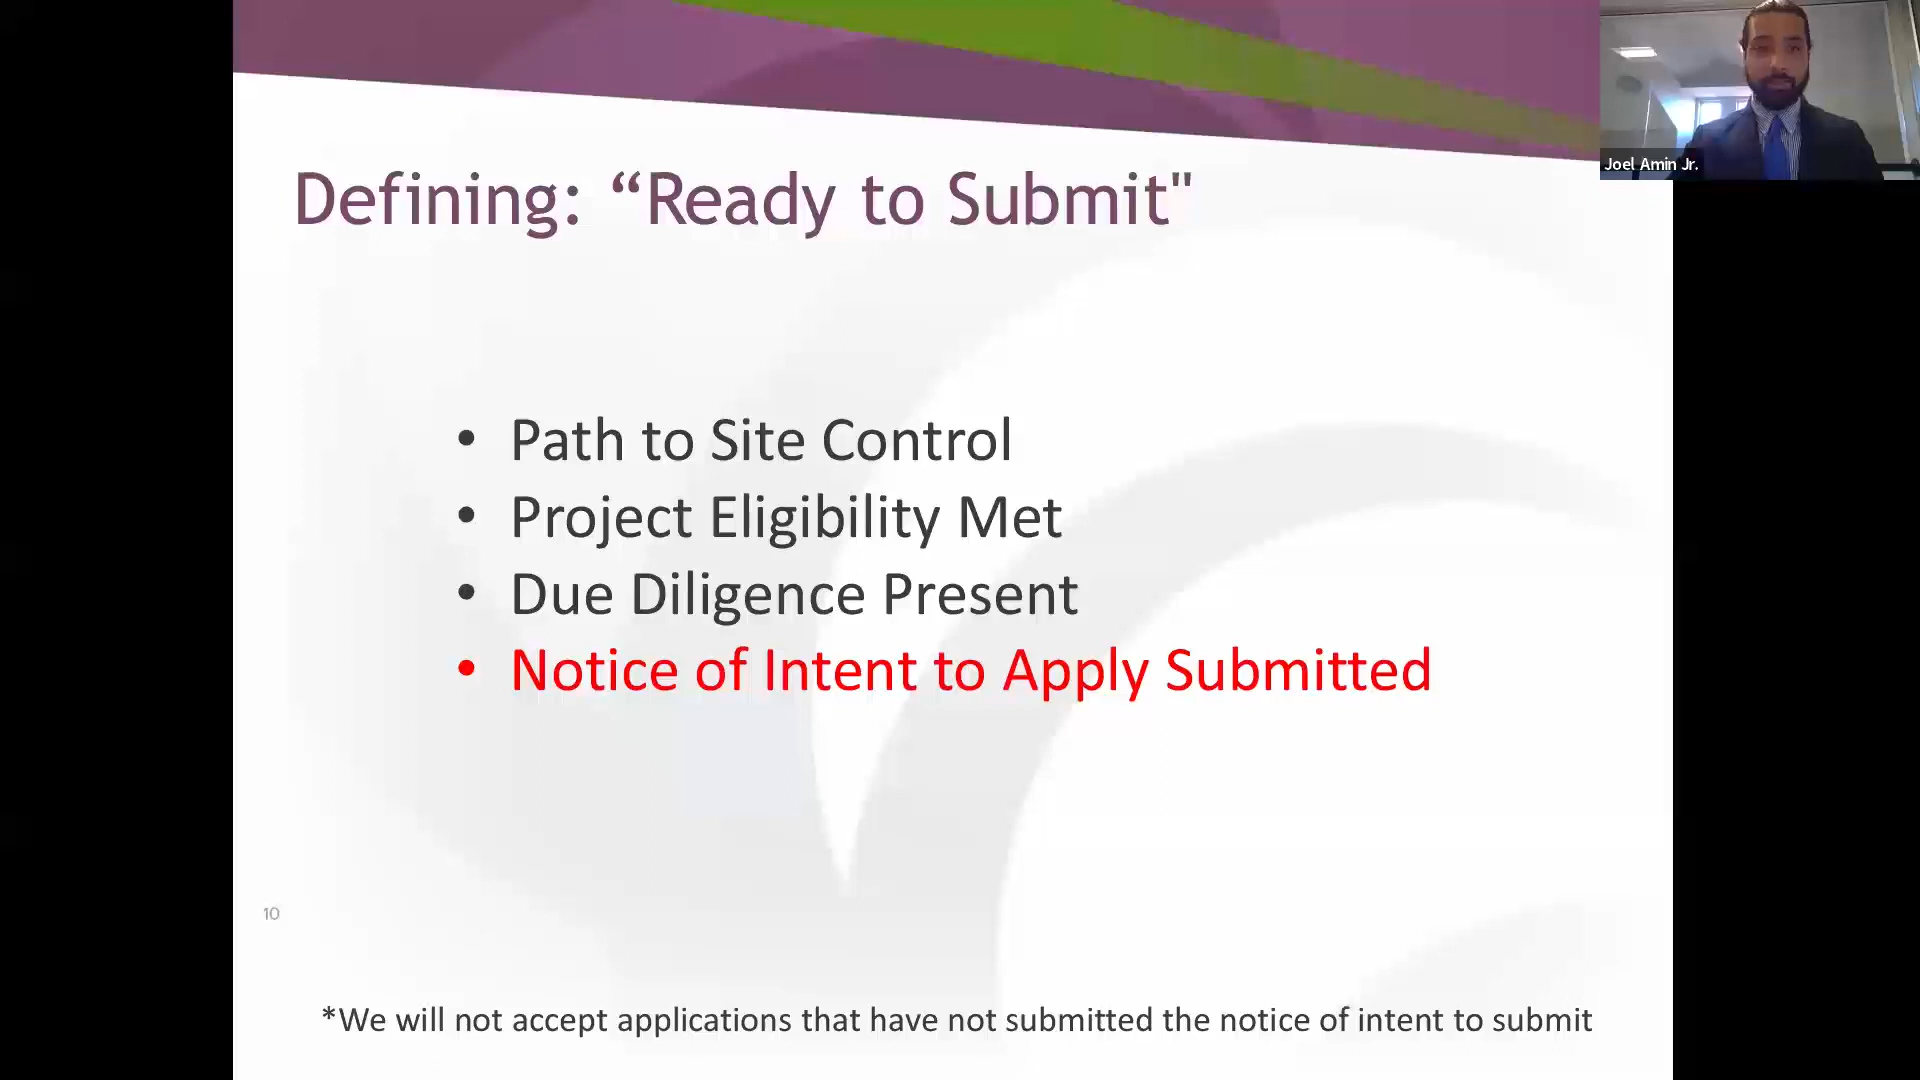 Joel Amin Jr.
Defining: “Ready to Submit"
• Path to Site Control
• Project Eligibility Met
• Due Diligence Present
• Notice of Intent to Apply Submitted
10
*We will not accept applications that have not submitted the notice of intent to submit